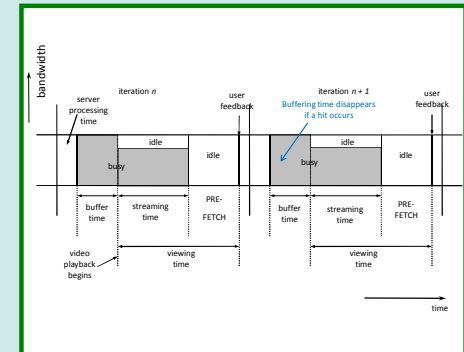 bandwidth
server
processing
time
iteration n
user
feedback
iteration n + 1
Buffering time disappears
if a hit occurs
user
feedback
idle
idle
busy
idle
idle
busy
buffer
time
streaming
time
PRE-
FETCH
buffer
time
streaming
time
PRE-
FETCH
video
playback
begins
viewing
time
viewing
time
time